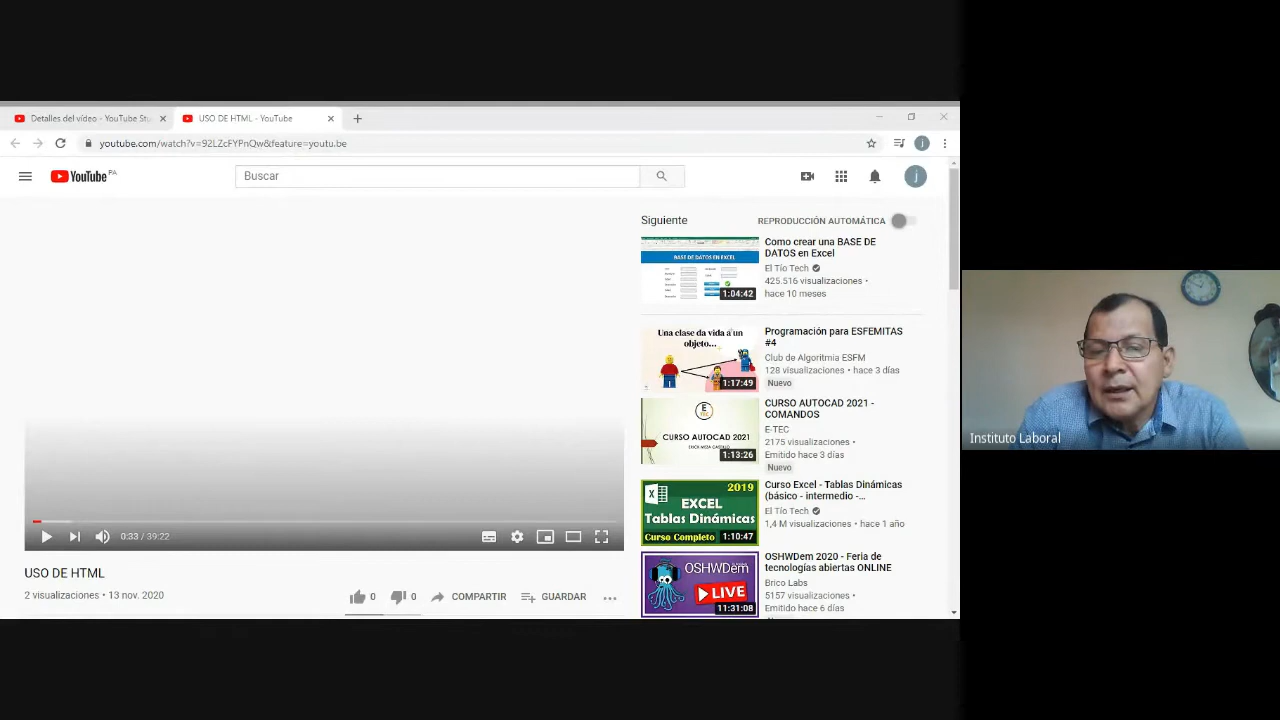 Detalles del vídeo - YouTube Stu
USO DE HTML - YouTube
youtube.com/watch?v=92LZcFYPnQw&feature=youtu.be
j
YouTube PA
Buscar
j
Siguiente
REPRODUCCIÓN AUTOMÁTICA
BASE DE DATOS EN EXCEL
1:04:42
Como crear una BASE DE
DATOS en Excel
El Tío Tech
425.516 visualizaciones •
hace 10 meses
Una clase da vida a un
objeto...
1:17:49
Programación para ESFEMITAS
#4
Club de Algoritmia ESFM
128 visualizaciones • hace 3 días
Nuevo
CURSO AUTOCAD 2021
1:13:26
CURSO AUTOCAD 2021 -
COMANDOS
E-TEC
2175 visualizaciones •
Emitido hace 3 días
Nuevo
2019
EXCEL
Tablas Dinámicas
Curso Completo
1:10:47
Curso Excel - Tablas Dinámicas
(básico - intermedio -...
El Tío Tech
1,4 M visualizaciones • hace 1 año
OSHWDem
LIVE
11:31:08
OSHWDem 2020 - Feria de
tecnologías abiertas ONLINE
Brico Labs
5157 visualizaciones •
Emitido hace 6 días
0:33 / 39:22
USO DE HTML
2 visualizaciones • 13 nov. 2020
0
0
COMPARTIR
GUARDAR
Instituto Laboral